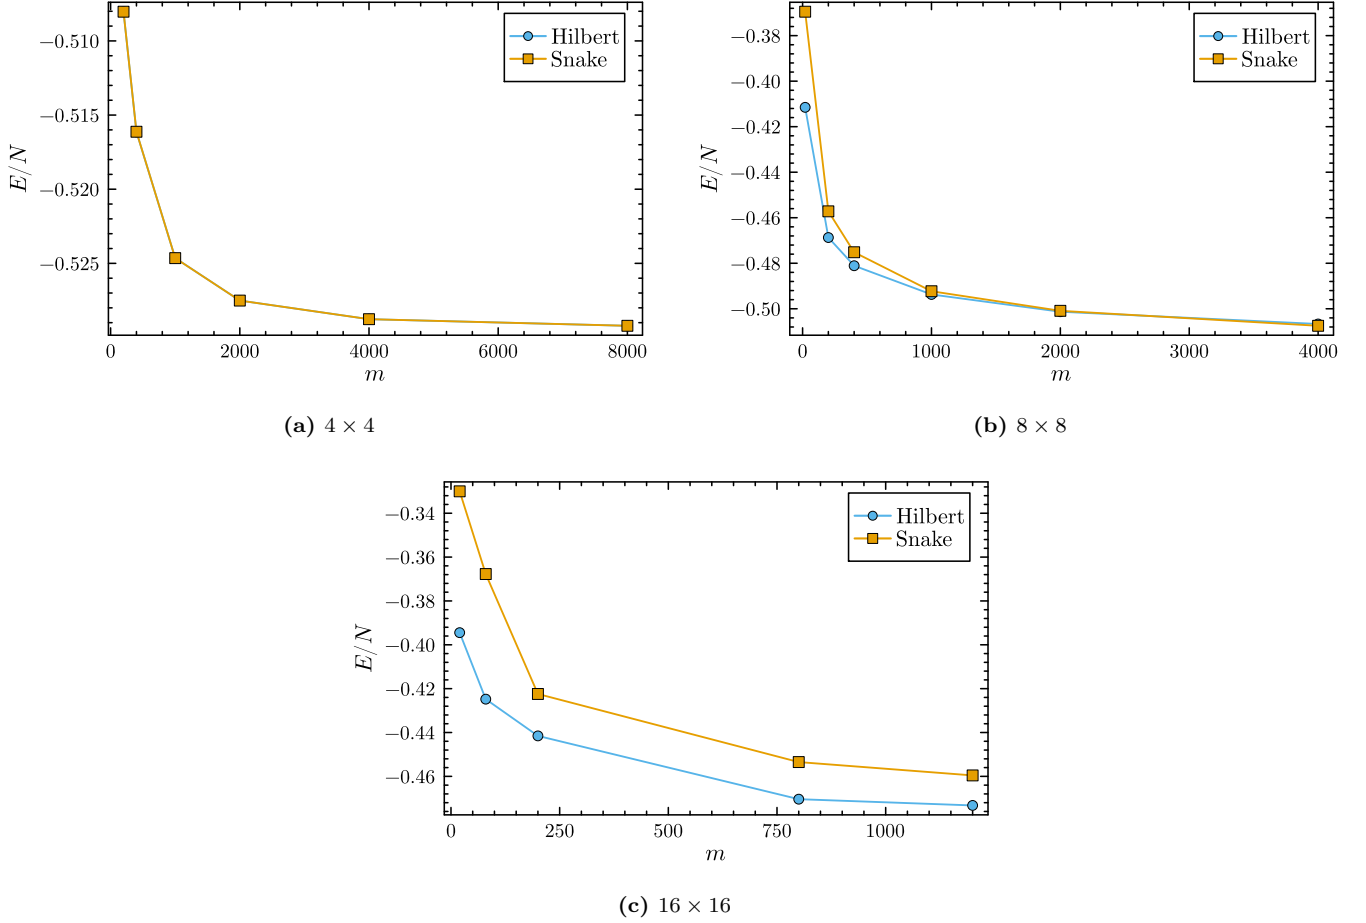 −0.510
−0.515
−0.520
−0.525
E/N
0
2000
4000
6000
8000
m
Hilbert
Snake
(a) 4 × 4
−0.38
−0.40
−0.42
−0.44
−0.46
−0.48
−0.50
E/N
0
1000
2000
3000
4000
m
Hilbert
Snake
(b) 8 × 8
−0.34
−0.36
−0.38
−0.40
−0.42
−0.44
−0.46
E/N
0
250
500
750
1000
m
Hilbert
Snake
(c) 16 × 16